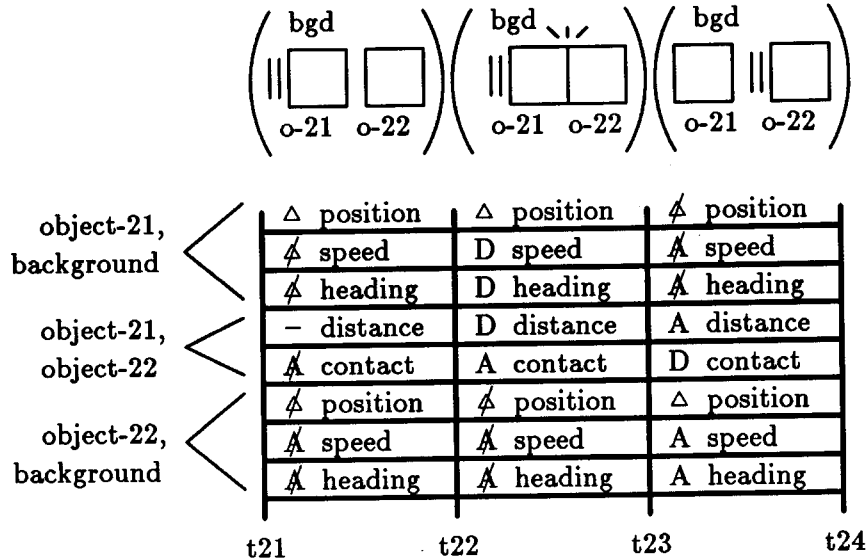 bgd bgd bgd
o-21 o-22 o-21 o-22 o-21 o-22
object-21,
background
△ position △ position △̸ position
△̸ speed D speed A̸ speed
△̸ heading D heading A̸ heading
object-21,
object-22
– distance D distance A distance
A̸ contact A contact D contact
object-22,
background
△̸ position △̸ position △ position
A̸ speed A̸ speed A speed
A̸ heading A̸ heading A heading
t21 t22 t23 t24